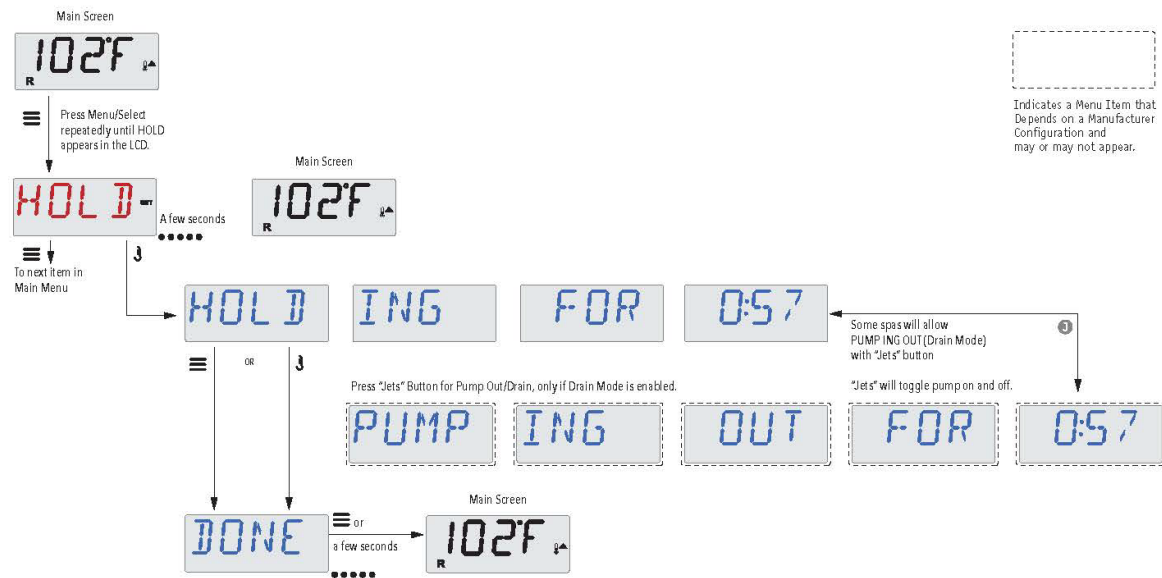 Main Screen
102°F
R
Press Menu/Select
repeatedly until HOLD
appears in the LCD.
Indicates a Menu Item that
Depends on a Manufacturer
Configuration and
may or may not appear.
HOLD SET
A few seconds
Main Screen
102°F
R
To next item in
Main Menu
HOLD ING FOR 0:57
OR
Some spas will allow
PUMP ING OUT (Drain Mode)
with "Jets" button
J
Press "Jets" Button for Pump Out/Drain, only if Drain Mode is enabled.
"Jets" will toggle pump on and off.
PUMP ING OUT FOR 0:57
DONE
or
a few seconds
Main Screen
102°F
R